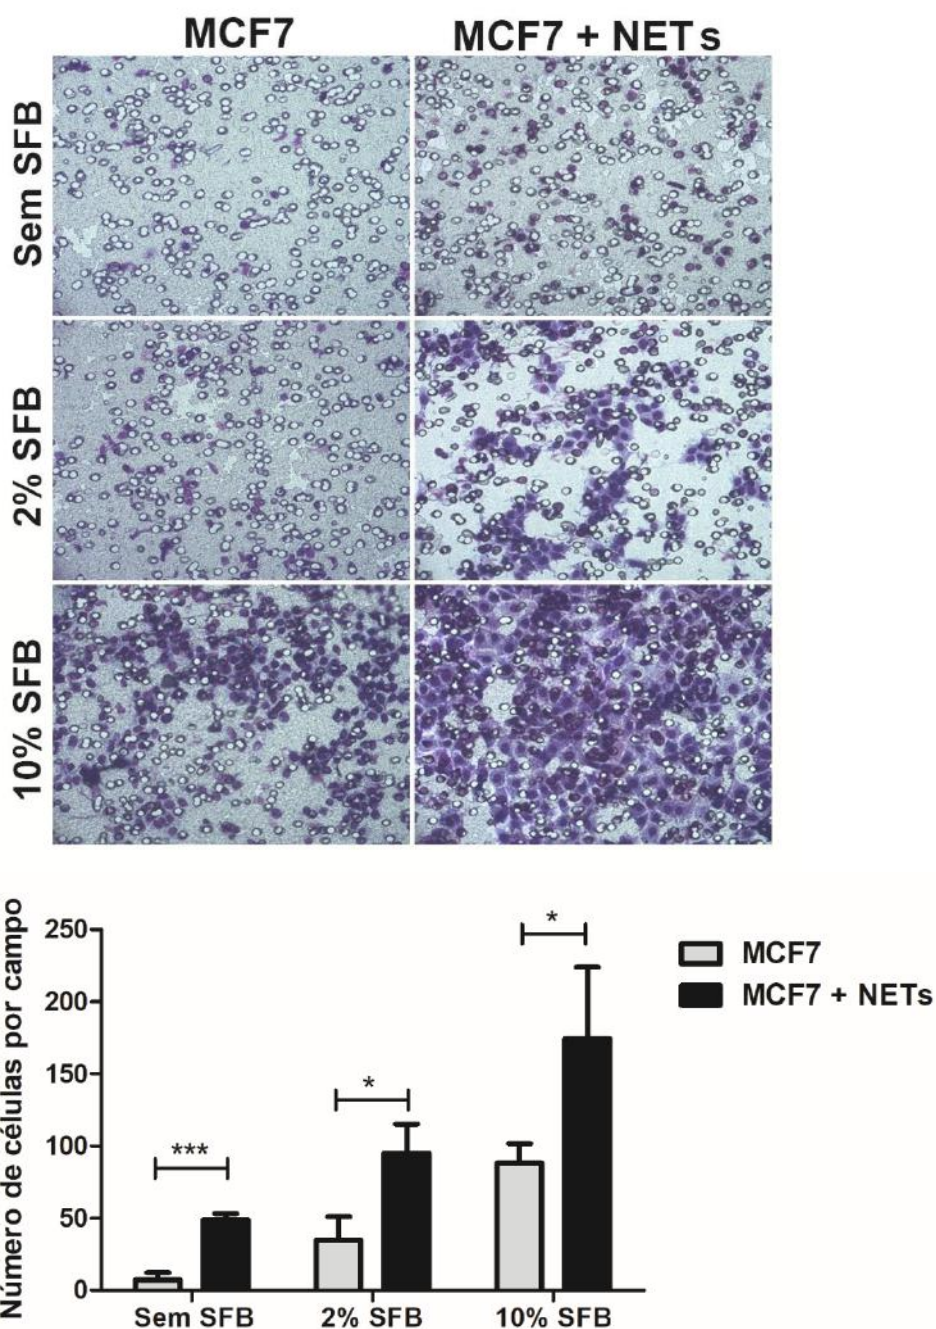 MCF7 MCF7 + NETs
Sem SFB
2% SFB
10% SFB
Número de células por campo
250
200
150
100
50
0
***
*
*
Sem SFB 2% SFB 10% SFB
MCF7
MCF7 + NETs